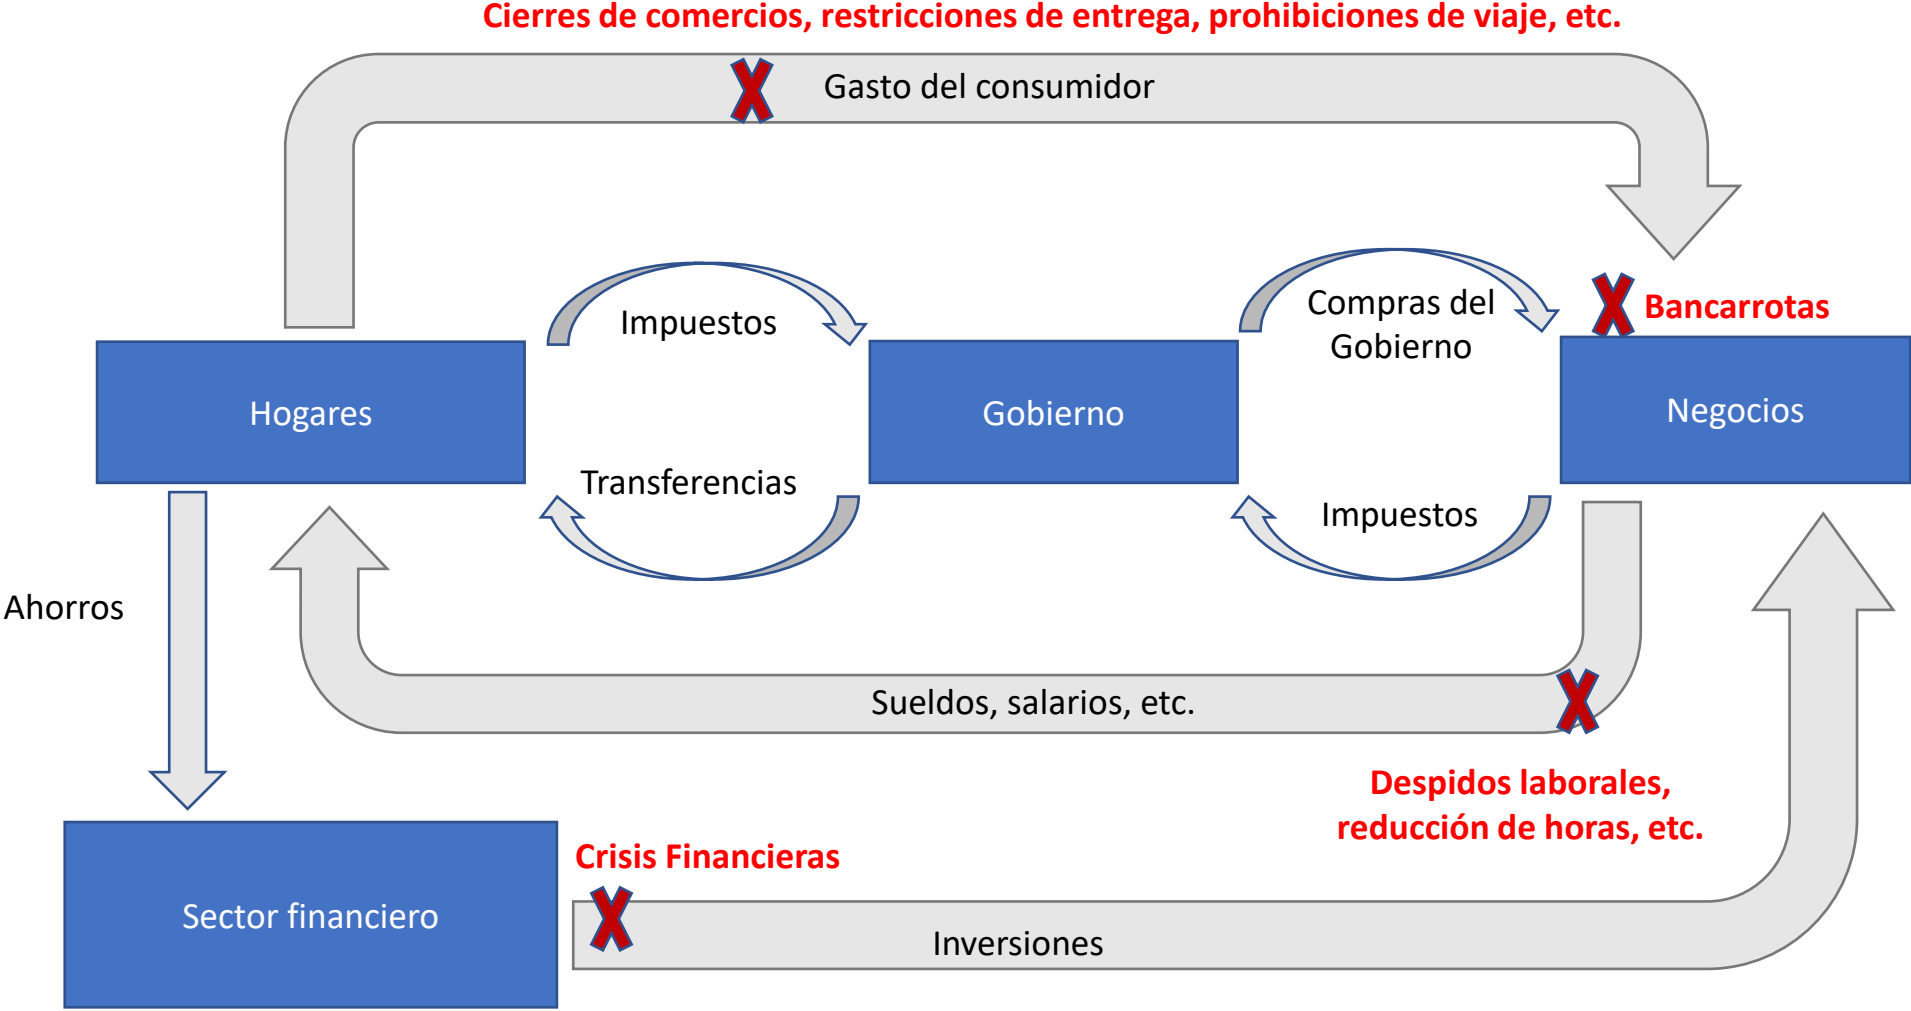 Cierres de comercios, restricciones de entrega, prohibiciones de viaje, etc.
Gasto del consumidor
Impuestos
Compras del
Gobierno
Bancarrotas
Hogares
Gobierno
Negocios
Transferencias
Impuestos
Ahorros
Sueldos, salarios, etc.
Despidos laborales,
reducción de horas, etc.
Crisis Financieras
Sector financiero
Inversiones